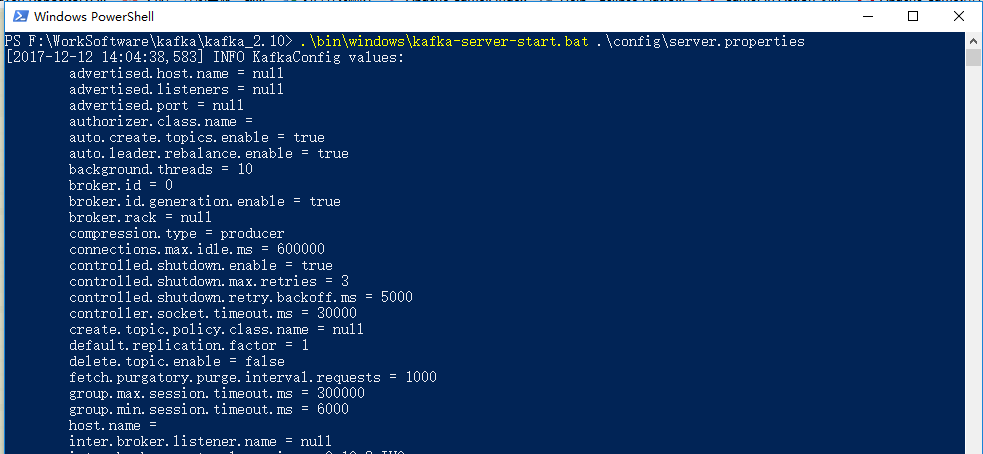 Windows PowerShell
PS F:\WorkSoftware\kafka\kafka_2.10> .\bin\windows\kafka-server-start.bat .\config\server.properties
[2017-12-12 14:04:38,583] INFO KafkaConfig values:
advertised.host.name = null
advertised.listeners = null
advertised.port = null
authorizer.class.name =
auto.create.topics.enable = true
auto.leader.rebalance.enable = true
background.threads = 10
broker.id = 0
broker.id.generation.enable = true
broker.rack = null
compression.type = producer
connections.max.idle.ms = 600000
controlled.shutdown.enable = true
controlled.shutdown.max.retries = 3
controlled.shutdown.retry.backoff.ms = 5000
controller.socket.timeout.ms = 30000
create.topic.policy.class.name = null
default.replication.factor = 1
delete.topic.enable = false
fetch.purgatory.purge.interval.requests = 1000
group.max.session.timeout.ms = 300000
group.min.session.timeout.ms = 6000
host.name =
inter.broker.listener.name = null